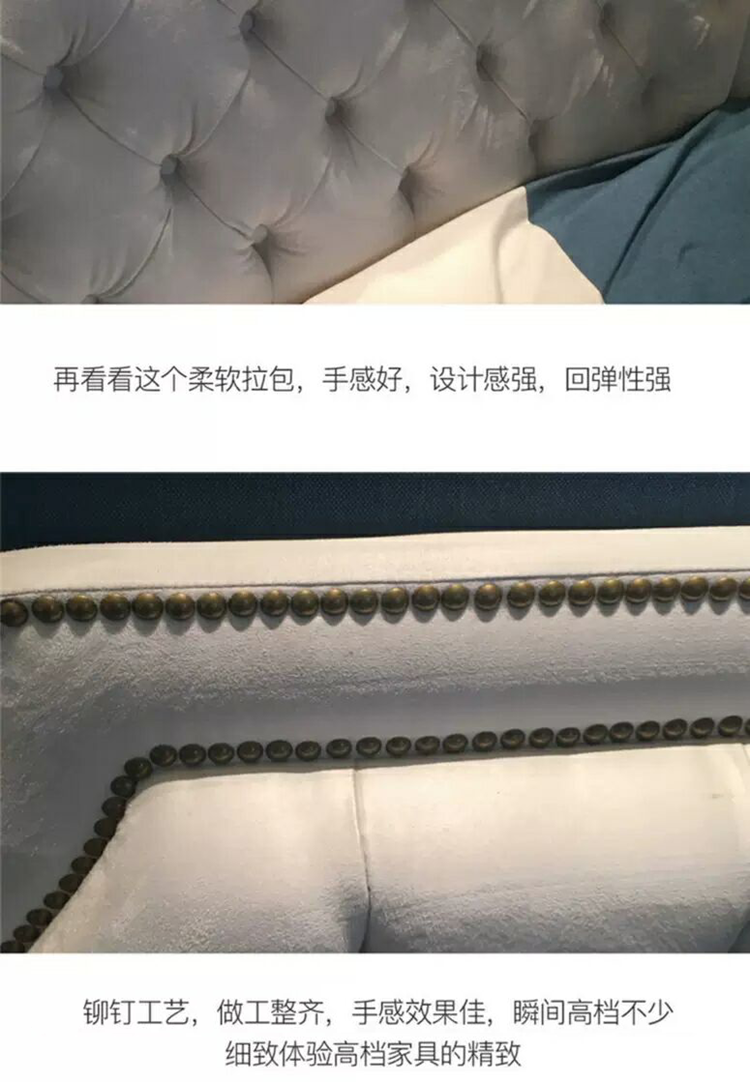 再看看这个柔软拉包，手感好，设计感强，回弹性强
铆钉工艺，做工整齐，手感效果佳，瞬间高档不少
细致体验高档家具的精致